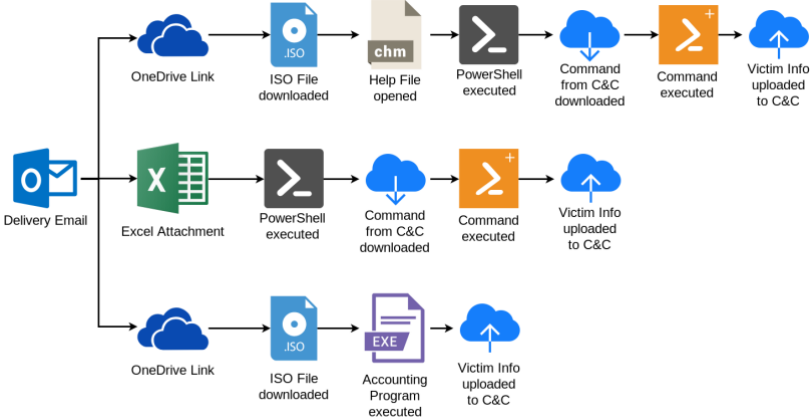 .ISO
chm
OneDrive Link
ISO File
downloaded
Help File
opened
PowerShell
executed
Command
from C&C
downloaded
Command
executed
Victim Info
uploaded
to C&C
O
X
Delivery Email
Excel Attachment
PowerShell
executed
Command
from C&C
downloaded
Command
executed
Victim Info
uploaded
to C&C
.ISO
EXE
OneDrive Link
ISO File
downloaded
Accounting
Program
executed
Victim Info
uploaded
to C&C